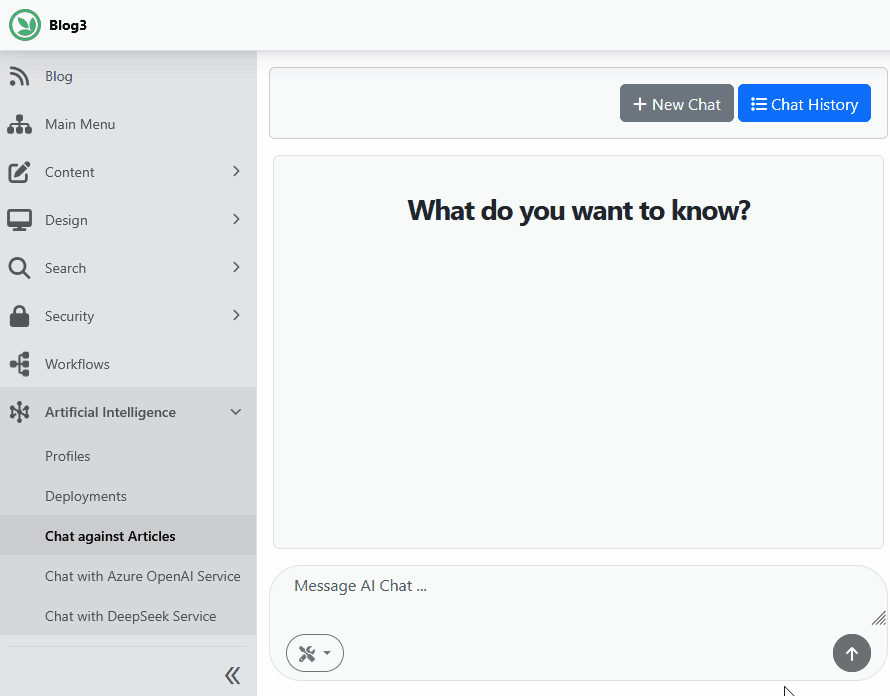 Blog3
Blog
Main Menu
Content
Design
Search
Security
Workflows
Artificial Intelligence
Profiles
Deployments
Chat against Articles
Chat with Azure OpenAI Service
Chat with DeepSeek Service
New Chat
Chat History
What do you want to know?
Message AI Chat ...